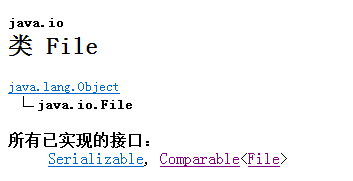 java.io
类 File
java.lang.Object
java.io.File
所有已实现的接口：
Serializable, Comparable<File>